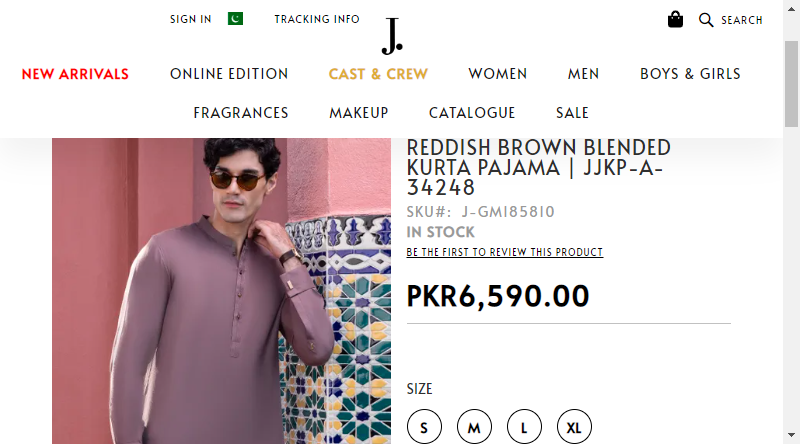 SIGN IN TRACKING INFO J. SEARCH
NEW ARRIVALS ONLINE EDITION CAST & CREW WOMEN MEN BOYS & GIRLS
FRAGRANCES MAKEUP CATALOGUE SALE
REDDISH BROWN BLENDED
KURTA PAJAMA | JJKP-A-
34248
SKU#: J-GM185810
IN STOCK
BE THE FIRST TO REVIEW THIS PRODUCT
PKR6,590.00
SIZE
S M L XL